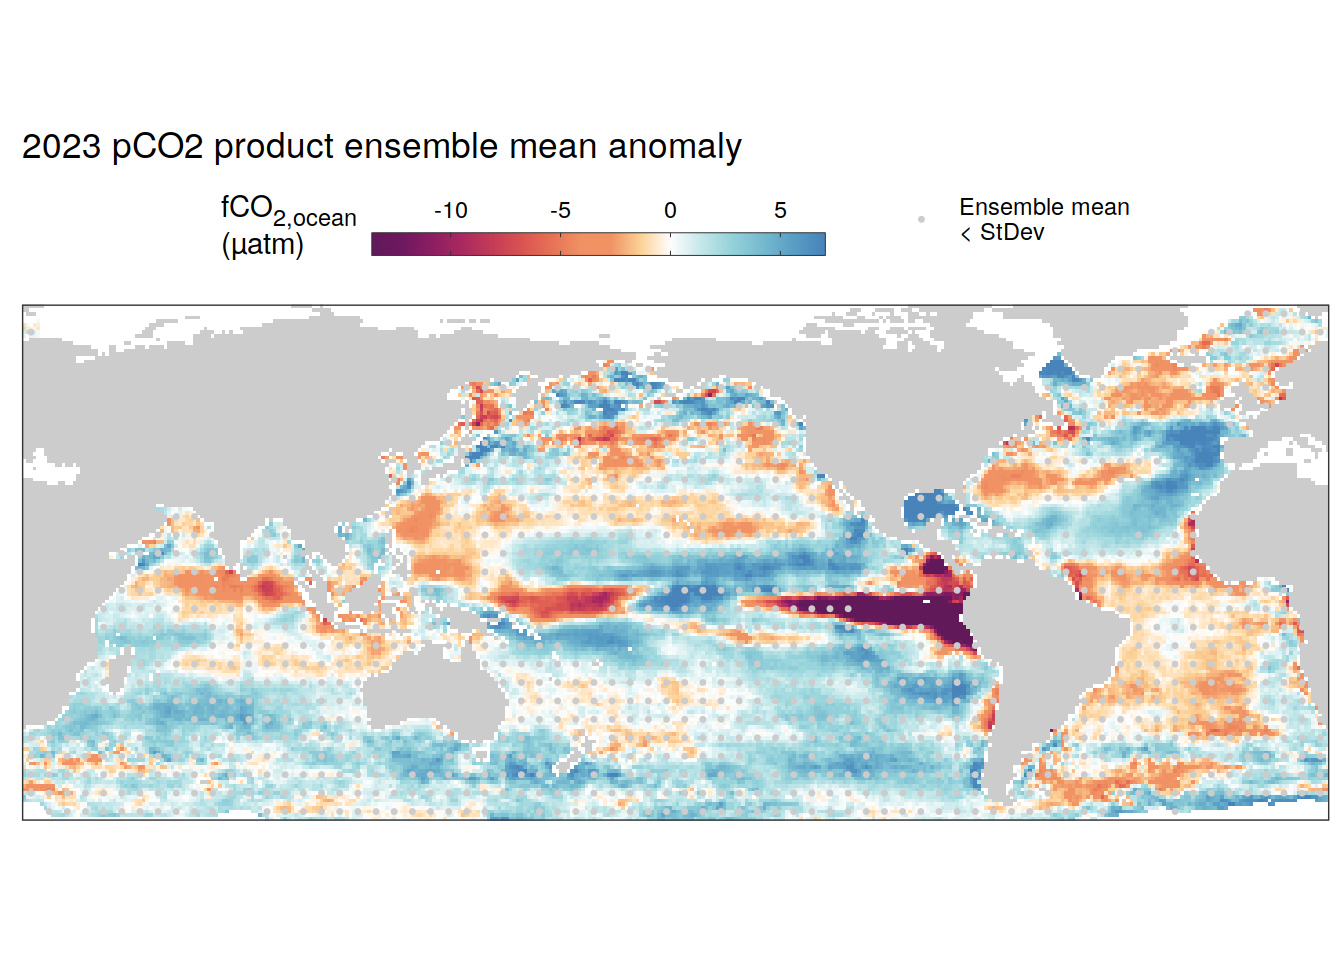 2023 pCO2 product ensemble mean anomaly
fCO₂,ocean
(µatm)
-10 -5 0 5
Ensemble mean
< StDev